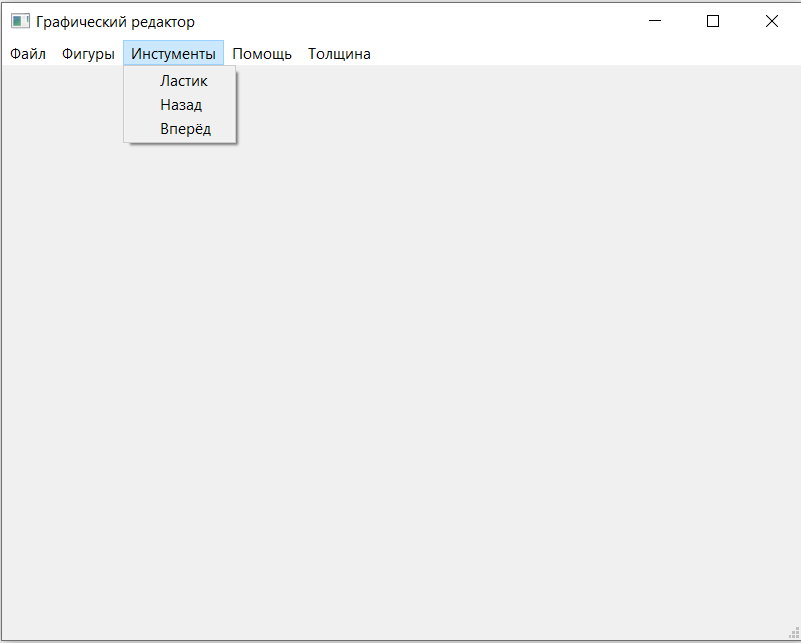 Графический редактор
Файл Фигуры Инстументы Помощь Толщина
Ластик
Назад
Вперёд